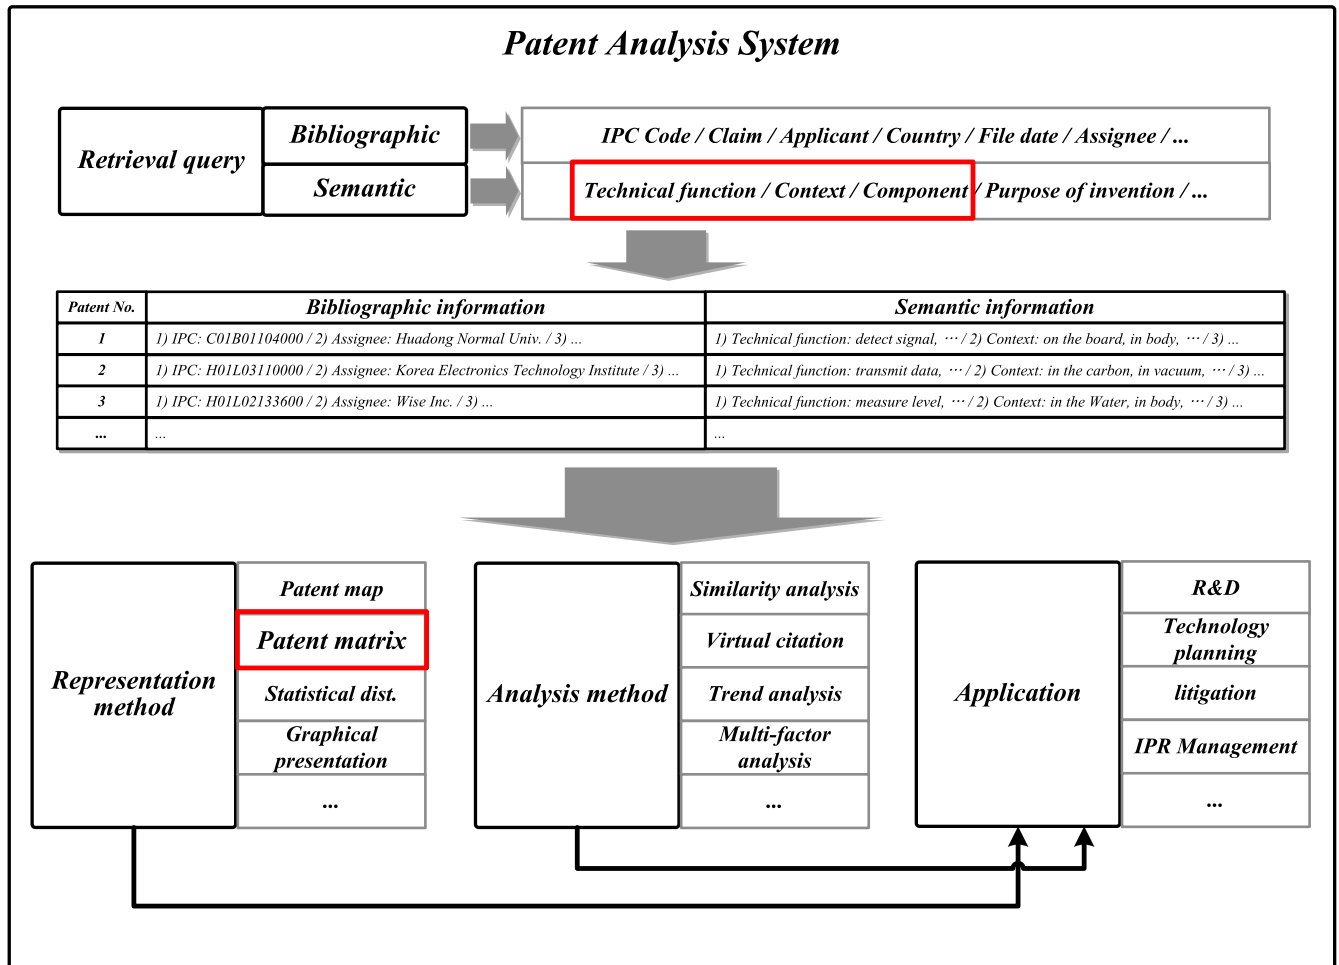 Patent Analysis System
Retrieval query
Bibliographic
IPC Code / Claim / Applicant / Country / File date / Assignee / ...
Semantic
Technical function / Context / Component / Purpose of invention / ...
Patent No.
Bibliographic information
Semantic information
1
1) IPC: C01B01104000 / 2) Assignee: Huadong Normal Univ. / 3) ...
1) Technical function: detect signal, ··· / 2) Context: on the board, in body, ··· / 3) ...
2
1) IPC: H01L03110000 / 2) Assignee: Korea Electronics Technology Institute / 3) ...
1) Technical function: transmit data, ··· / 2) Context: in the carbon, in vacuum, ··· / 3) ...
3
1) IPC: H01L02133600 / 2) Assignee: Wise Inc. / 3) ...
1) Technical function: measure level, ··· / 2) Context: in the Water, in body, ··· / 3) ...
...
...
...
Representation
method
Patent map
Patent matrix
Statistical dist.
Graphical
presentation
...
Analysis method
Similarity analysis
Virtual citation
Trend analysis
Multi-factor
analysis
...
Application
R&D
Technology
planning
litigation
IPR Management
...